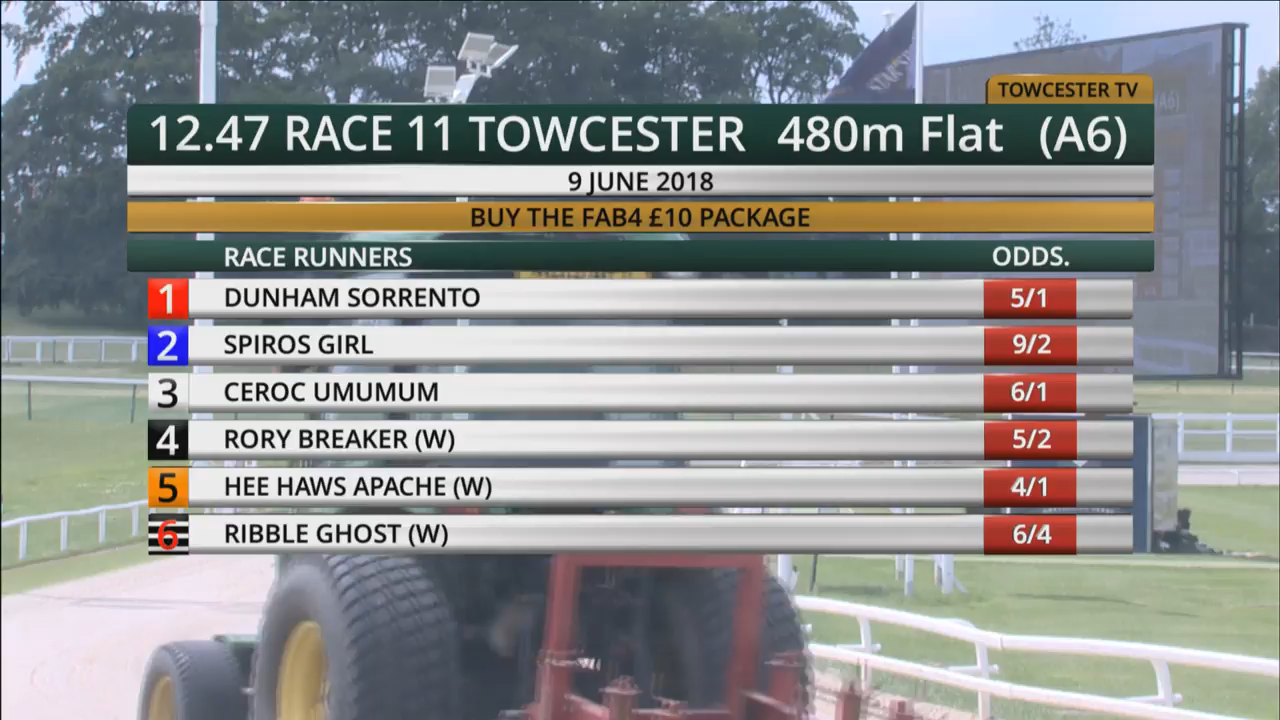 TOWCESTER TV
12.47 RACE 11 TOWCESTER 480m Flat (A6)
9 JUNE 2018
BUY THE FAB4 £10 PACKAGE
RACE RUNNERS ODDS.
1 DUNHAM SORRENTO 5/1
2 SPIROS GIRL 9/2
3 CEROC UMUMUM 6/1
4 RORY BREAKER (W) 5/2
5 HEE HAWS APACHE (W) 4/1
6 RIBBLE GHOST (W) 6/4